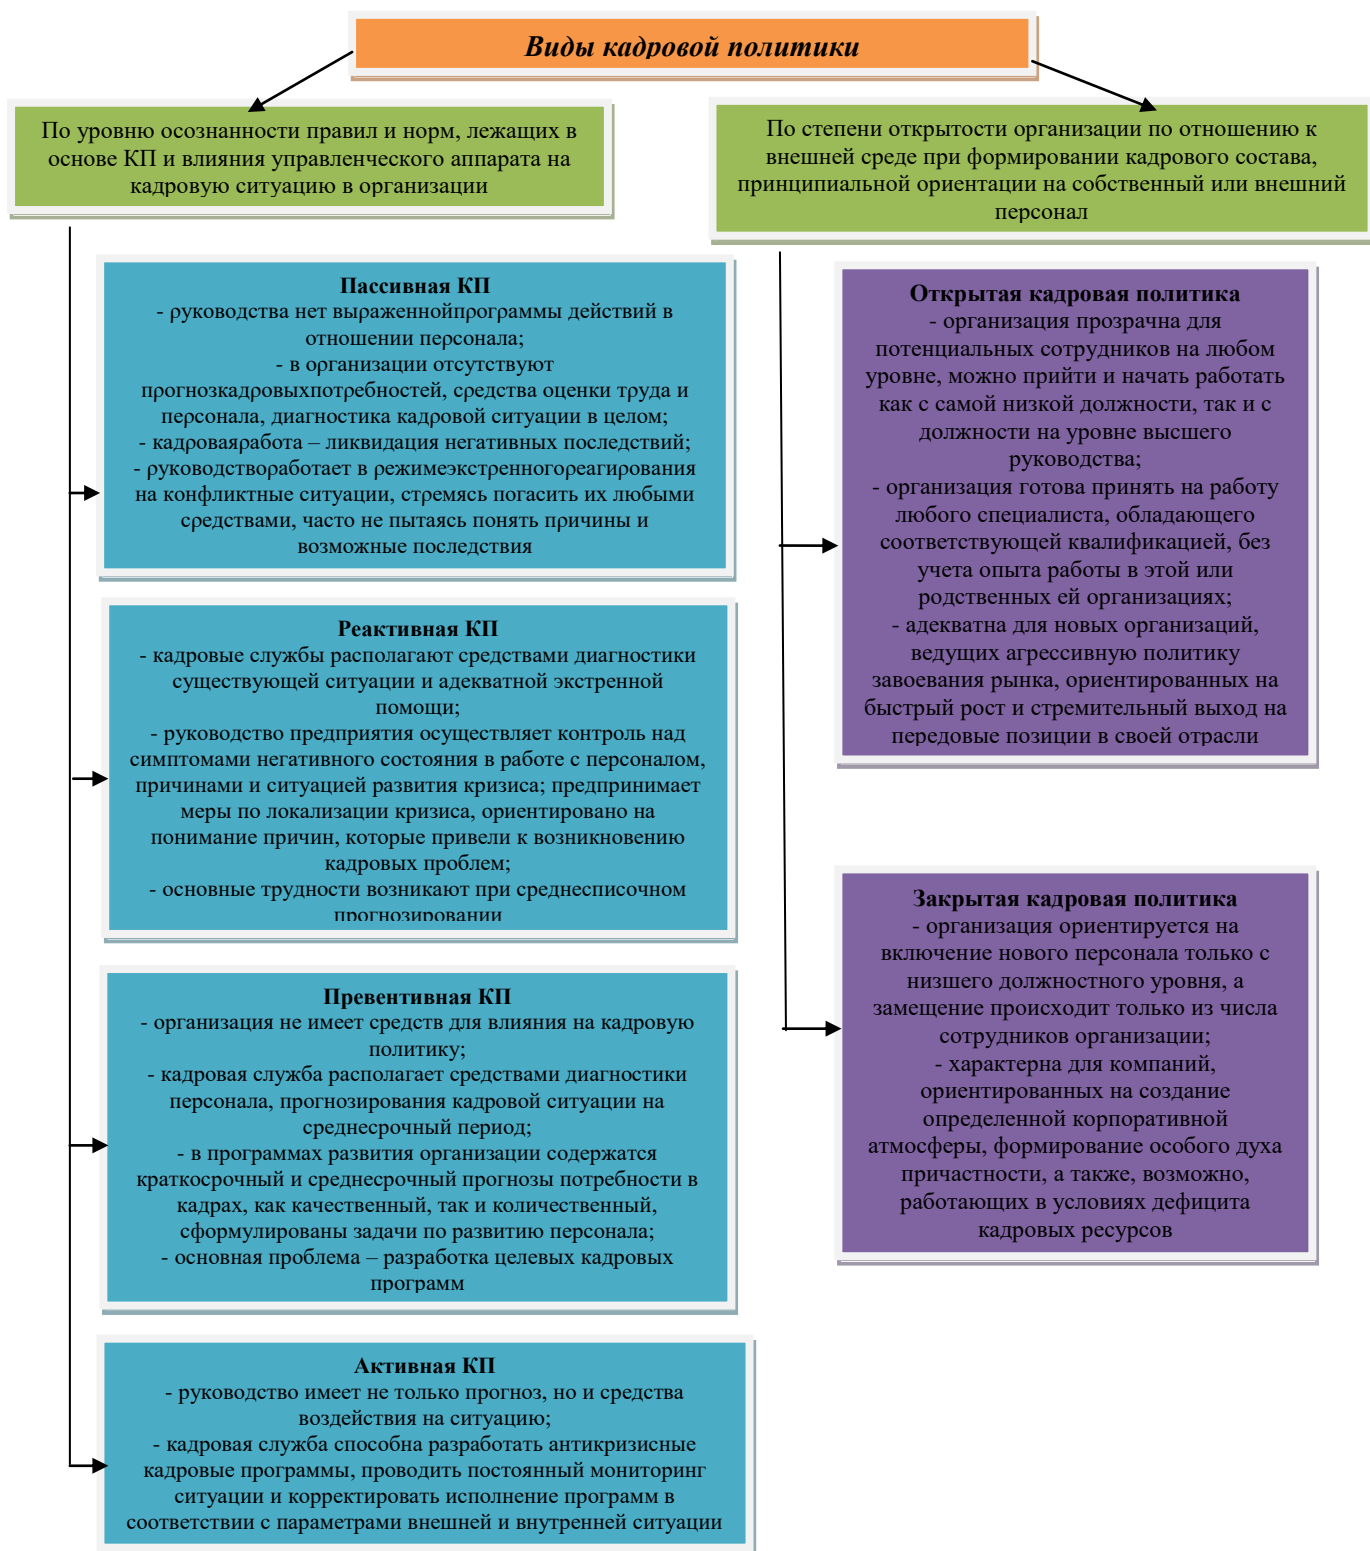 Виды кадровой политики
По уровню осознанности правил и норм, лежащих в
основе КП и влияния управленческого аппарата на
кадровую ситуацию в организации
По степени открытости организации по отношению к
внешней среде при формировании кадрового состава,
принципиальной ориентации на собственный или внешний
персонал
Пассивная КП
- руководства нет выраженнойпрограммы действий в
отношении персонала;
- в организации отсутствуют
прогнозкадровыхпотребностей, средства оценки труда и
персонала, диагностика кадровой ситуации в целом;
- кадроваяработа – ликвидация негативных последствий;
- руководствоработает в режимеэкстренногореагирования
на конфликтные ситуации, стремясь погасить их любыми
средствами, часто не пытаясь понять причины и
возможные последствия
Реактивная КП
- кадровые службы располагают средствами диагностики
существующей ситуации и адекватной экстренной
помощи;
- руководство предприятия осуществляет контроль над
симптомами негативного состояния в работе с персоналом,
причинами и ситуацией развития кризиса; предпринимает
меры по локализации кризиса, ориентировано на
понимание причин, которые привели к возникновению
кадровых проблем;
- основные трудности возникают при среднесписочном
прогнозировании
Превентивная КП
- организация не имеет средств для влияния на кадровую
политику;
- кадровая служба располагает средствами диагностики
персонала, прогнозирования кадровой ситуации на
среднесрочный период;
- в программах развития организации содержатся
краткосрочный и среднесрочный прогнозы потребности в
кадрах, как качественный, так и количественный,
сформулированы задачи по развитию персонала;
- основная проблема – разработка целевых кадровых
программ
Активная КП
- руководство имеет не только прогноз, но и средства
воздействия на ситуацию;
- кадровая служба способна разработать антикризисные
кадровые программы, проводить постоянный мониторинг
ситуации и корректировать исполнение программ в
соответствии с параметрами внешней и внутренней ситуации
Открытая кадровая политика
- организация прозрачна для
потенциальных сотрудников на любом
уровне, можно прийти и начать работать
как с самой низкой должности, так и с
должности на уровне высшего
руководства;
- организация готова принять на работу
любого специалиста, обладающего
соответствующей квалификацией, без
учета опыта работы в этой или
родственных ей организациях;
- адекватна для новых организаций,
ведущих агрессивную политику
завоевания рынка, ориентированных на
быстрый рост и стремительный выход на
передовые позиции в своей отрасли
Закрытая кадровая политика
- организация ориентируется на
включение нового персонала только с
низшего должностного уровня, а
замещение происходит только из числа
сотрудников организации;
- характерна для компаний,
ориентированных на создание
определенной корпоративной
атмосферы, формирование особого духа
причастности, а также, возможно,
работающих в условиях дефицита
кадровых ресурсов